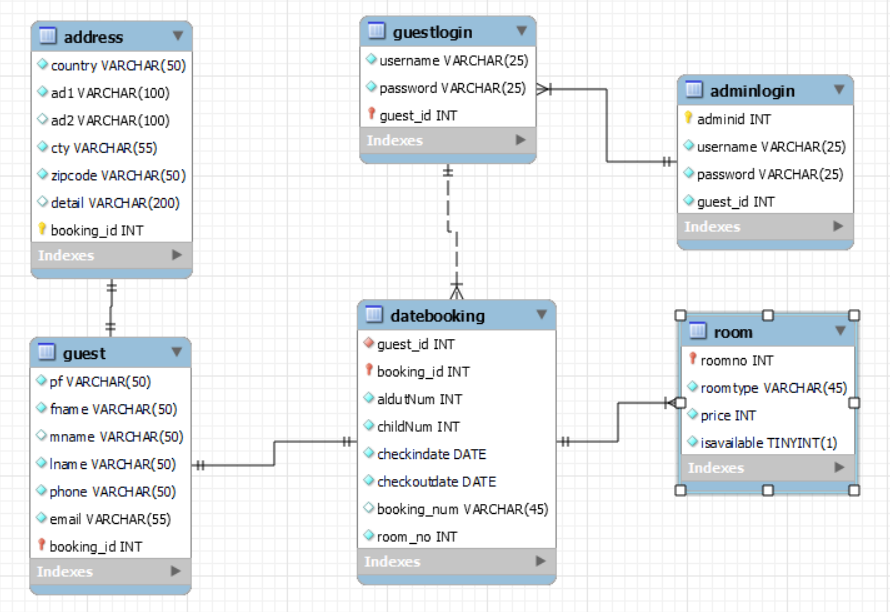 address
country VARCHAR(50)
ad1 VARCHAR(100)
ad2 VARCHAR(100)
cty VARCHAR(55)
zipcode VARCHAR(50)
detail VARCHAR(200)
booking_id INT
Indexes
guestlogin
username VARCHAR(25)
password VARCHAR(25)
guest_id INT
Indexes
adminlogin
adminid INT
username VARCHAR(25)
password VARCHAR(25)
guest_id INT
Indexes
guest
pf VARCHAR(50)
fname VARCHAR(50)
mname VARCHAR(50)
lname VARCHAR(50)
phone VARCHAR(50)
email VARCHAR(55)
booking_id INT
Indexes
datebooking
guest_id INT
booking_id INT
aldutNum INT
childNum INT
checkindate DATE
checkoutdate DATE
booking_num VARCHAR(45)
room_no INT
Indexes
room
roomno INT
roomtype VARCHAR(45)
price INT
isavailable TINYINT(1)
Indexes